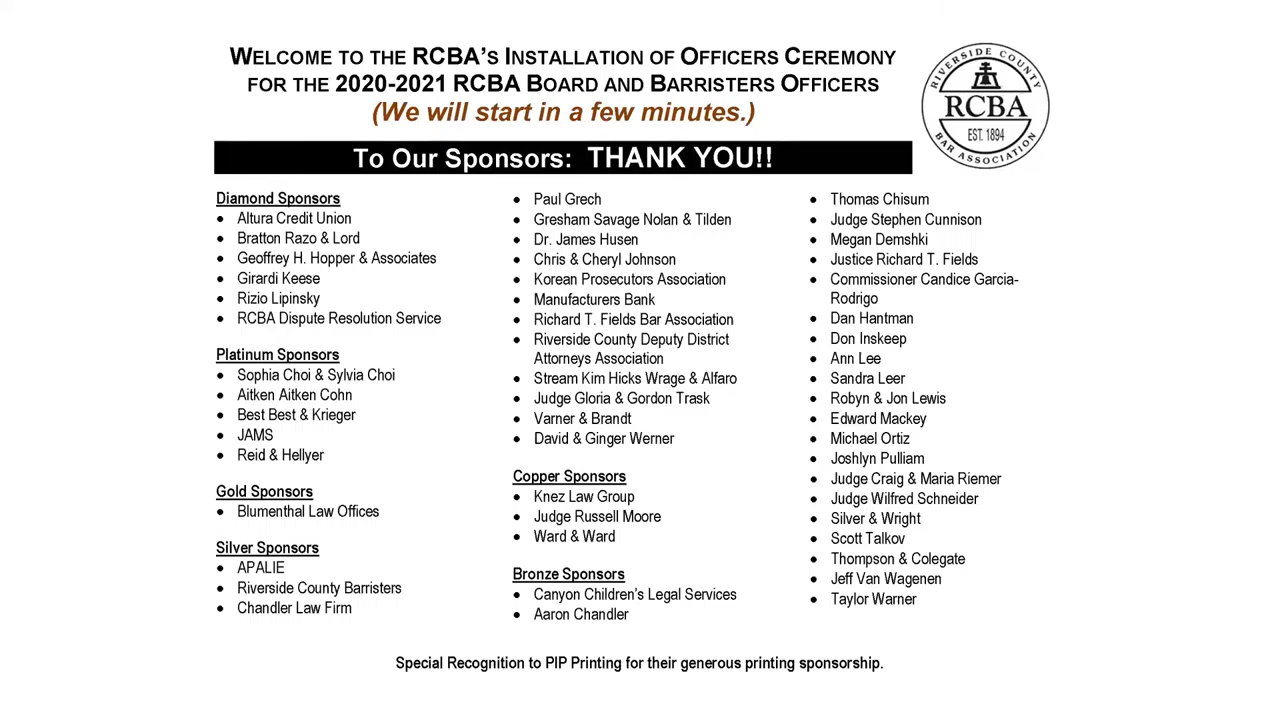 WELCOME TO THE RCBA'S INSTALLATION OF OFFICERS CEREMONY
FOR THE 2020-2021 RCBA BOARD AND BARRISTERS OFFICERS
(We will start in a few minutes.)
RIVERSIDE COUNTY
RCBA
EST. 1894
BAR ASSOCIATION
To Our Sponsors: THANK YOU!!
Diamond Sponsors
• Altura Credit Union
• Bratton Razo & Lord
• Geoffrey H. Hopper & Associates
• Girardi Keese
• Rizio Lipinsky
• RCBA Dispute Resolution Service
Platinum Sponsors
• Sophia Choi & Sylvia Choi
• Aitken Aitken Cohn
• Best Best & Krieger
• JAMS
• Reid & Hellyer
Gold Sponsors
• Blumenthal Law Offices
Silver Sponsors
• APALIE
• Riverside County Barristers
• Chandler Law Firm
• Paul Grech
• Gresham Savage Nolan & Tilden
• Dr. James Husen
• Chris & Cheryl Johnson
• Korean Prosecutors Association
• Manufacturers Bank
• Richard T. Fields Bar Association
• Riverside County Deputy District
Attorneys Association
• Stream Kim Hicks Wrage & Alfaro
• Judge Gloria & Gordon Trask
• Varner & Brandt
• David & Ginger Werner
Copper Sponsors
• Knez Law Group
• Judge Russell Moore
• Ward & Ward
Bronze Sponsors
• Canyon Children's Legal Services
• Aaron Chandler
• Thomas Chisum
• Judge Stephen Cunnison
• Megan Demshki
• Justice Richard T. Fields
• Commissioner Candice Garcia-
Rodrigo
• Dan Hantman
• Don Inskeep
• Ann Lee
• Sandra Leer
• Robyn & Jon Lewis
• Edward Mackey
• Michael Ortiz
• Joshlyn Pulliam
• Judge Craig & Maria Riemer
• Judge Wilfred Schneider
• Silver & Wright
• Scott Talkov
• Thompson & Colegate
• Jeff Van Wagenen
• Taylor Warner
Special Recognition to PIP Printing for their generous printing sponsorship.